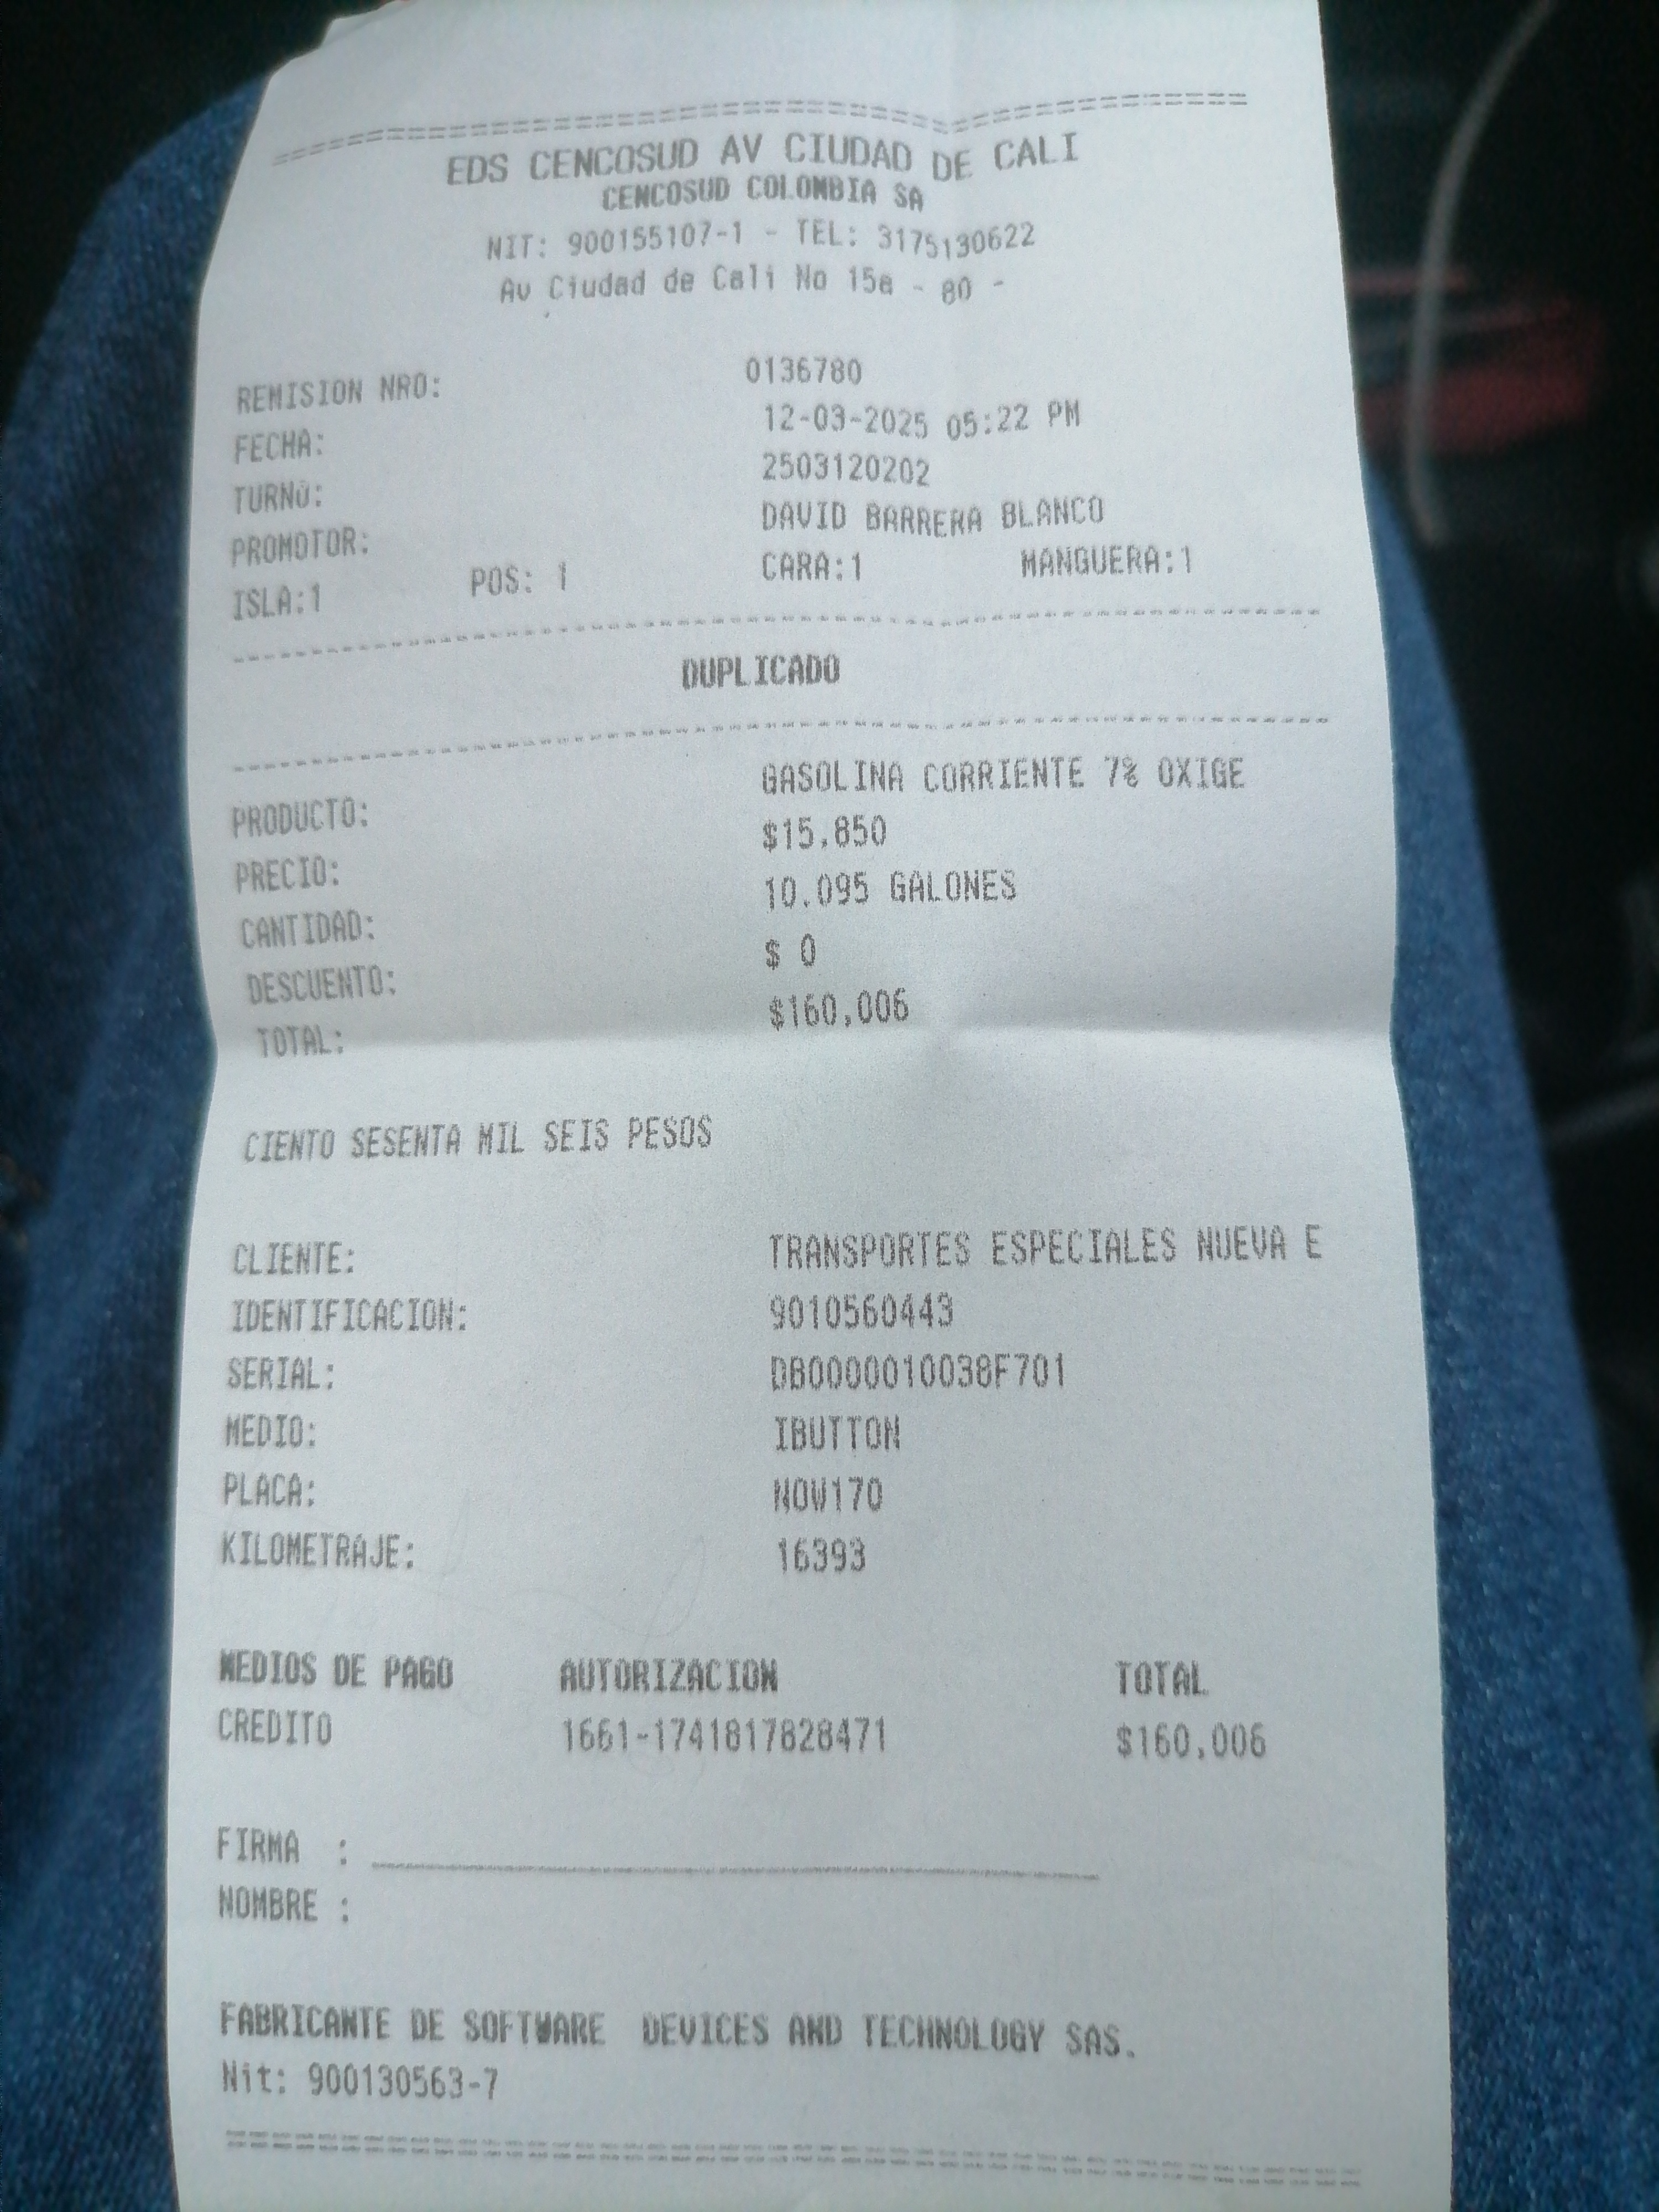 EDS CENCOSUD AV CIUDAD DE CALI
CENCOSUD COLOMBIA SA
NIT: 900155107-1 - TEL: 3175130622
Av Ciudad de Cali No 15a - 80 -
REMISION NRO: 0136780
FECHA: 12-03-2025 05:22 PM
TURNO: 2503120202
PROMOTOR: DAVID BARRERA BLANCO
ISLA:1 POS: 1 CARA:1 MANGUERA:1
DUPLICADO
PRODUCTO: GASOLINA CORRIENTE 7% OXIGE
PRECIO: $15,850
CANTIDAD: 10.095 GALONES
DESCUENTO: $ 0
TOTAL: $160,006
CIENTO SESENTA MIL SEIS PESOS
CLIENTE: TRANSPORTES ESPECIALES NUEVA E
IDENTIFICACION: 9010560443
SERIAL: DB0000010038F701
MEDIO: IBUTTON
PLACA: NOW170
KILOMETRAJE: 16393
MEDIOS DE PAGO AUTORIZACION TOTAL
CREDITO 1661-1741817828471 $160,006
FIRMA :
NOMBRE :
FABRICANTE DE SOFTWARE DEVICES AND TECHNOLOGY SAS.
Nit: 900130563-7